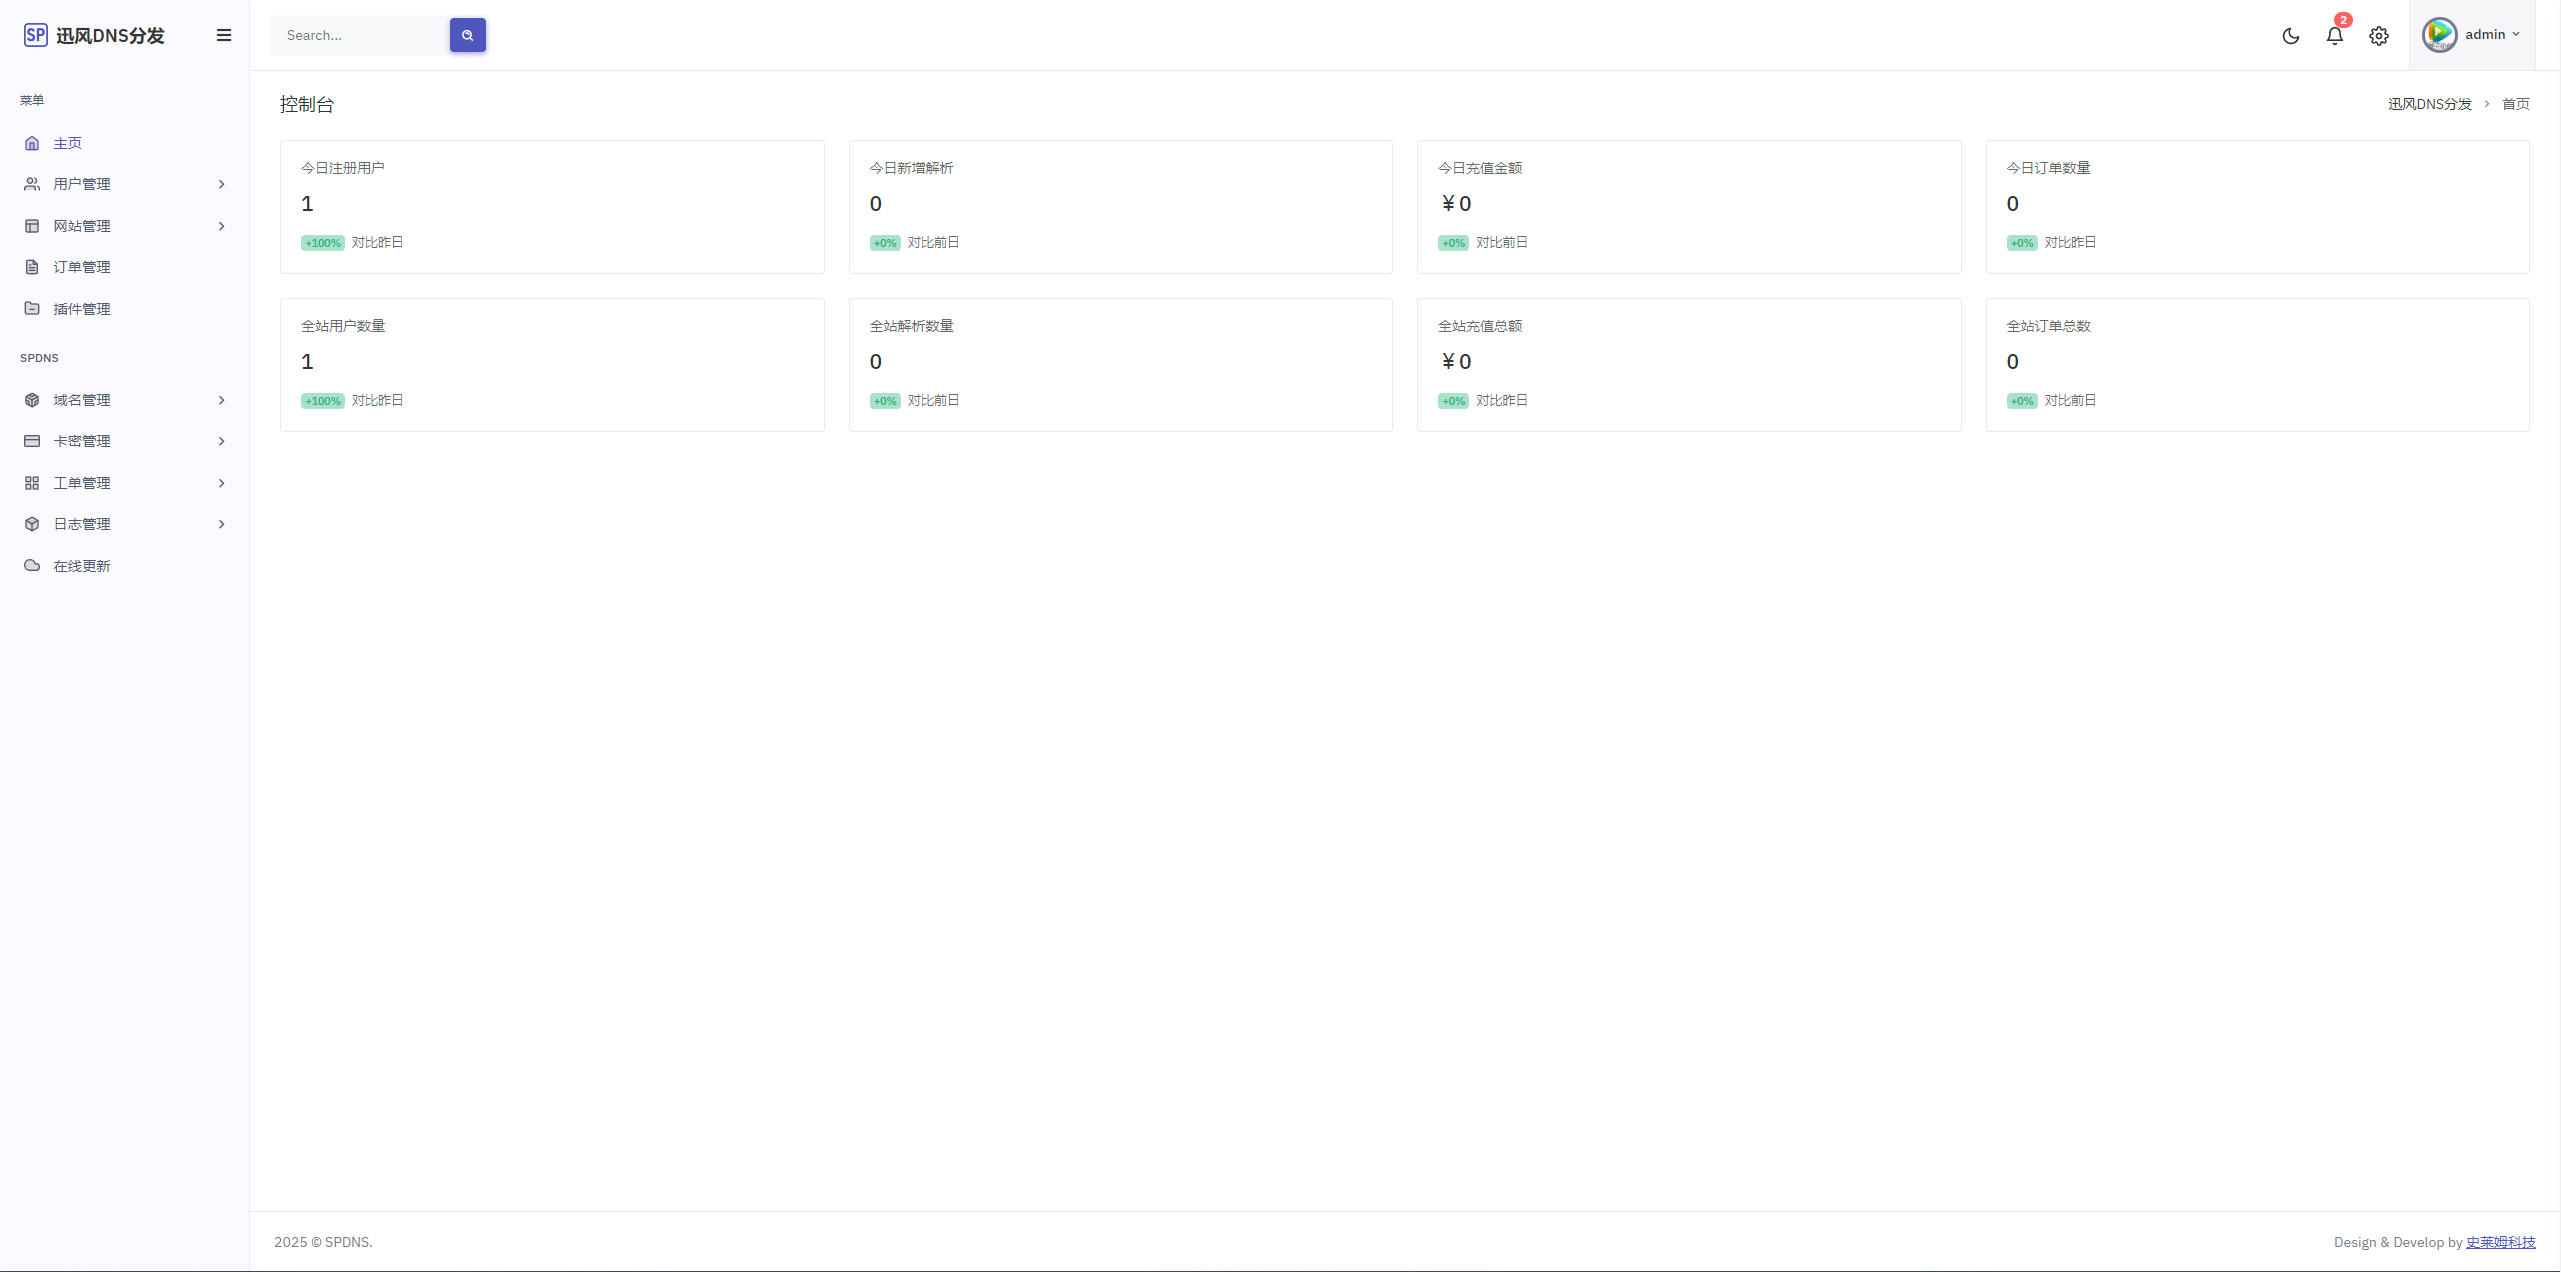 SP 迅风DNS分发
Search...
2
admin
菜单
主页
用户管理
网站管理
订单管理
插件管理
SPDNS
域名管理
卡密管理
工单管理
日志管理
在线更新
控制台
迅风DNS分发 > 首页
今日注册用户
1
+100% 对比昨日
今日新增解析
0
+0% 对比前日
今日充值金额
¥0
+0% 对比前日
今日订单数量
0
+0% 对比昨日
全站用户数量
1
+100% 对比昨日
全站解析数量
0
+0% 对比前日
全站充值总额
¥0
+0% 对比昨日
全站订单总数
0
+0% 对比前日
2025 © SPDNS.
Design & Develop by 史莱姆科技